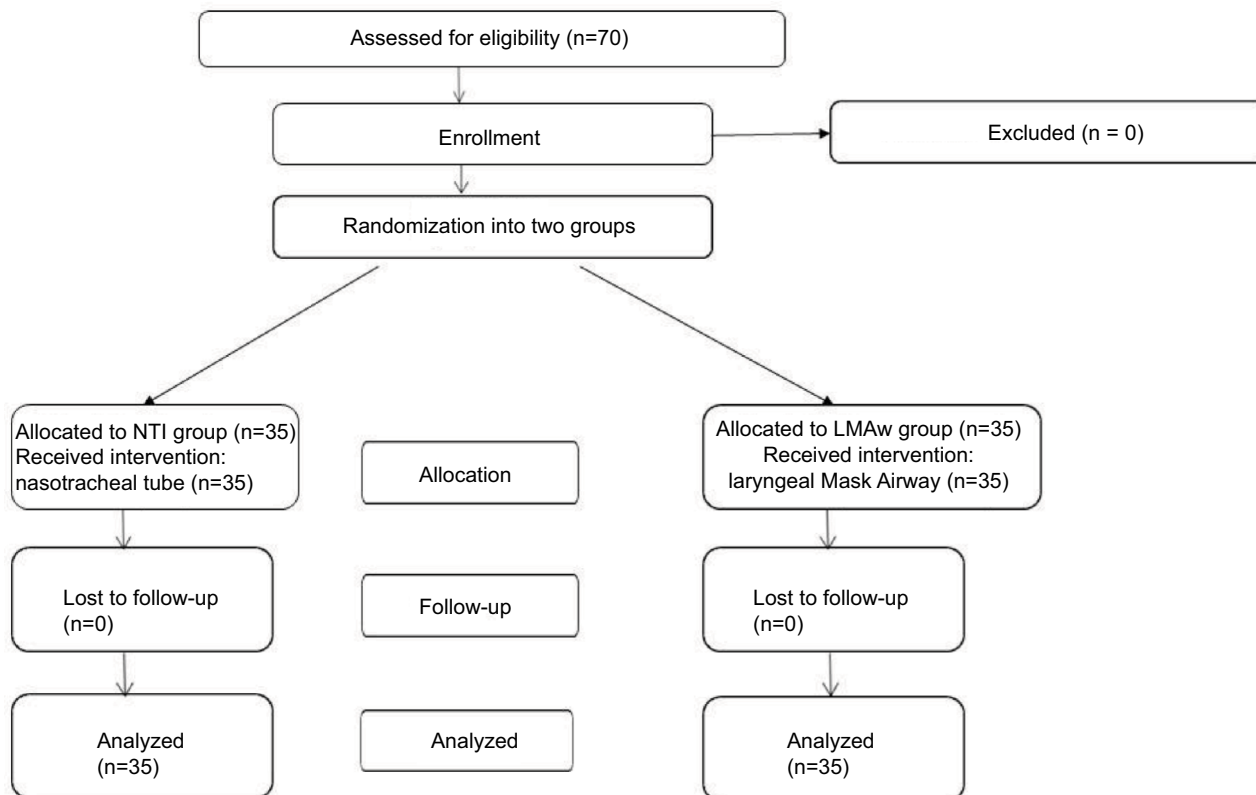 Assessed for eligibility (n=70)
Enrollment
Excluded (n = 0)
Randomization into two groups
Allocated to NTI group (n=35)
Received intervention:
nasotracheal tube (n=35)
Allocation
Allocated to LMAw group (n=35)
Received intervention:
laryngeal Mask Airway (n=35)
Lost to follow-up
(n=0)
Follow-up
Lost to follow-up
(n=0)
Analyzed
(n=35)
Analyzed
Analyzed
(n=35)